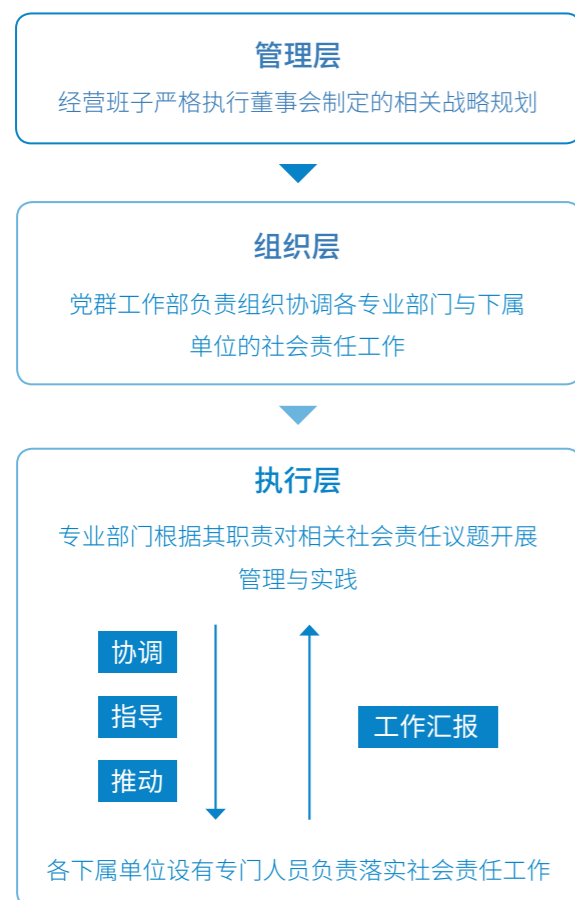 管理层
经营班子严格执行董事会制定的相关战略规划
组织层
党群工作部负责组织协调各专业部门与下属
单位的社会责任工作
执行层
专业部门根据其职责对相关社会责任议题开展
管理与实践
协调
指导
推动
工作汇报
各下属单位设有专门人员负责落实社会责任工作